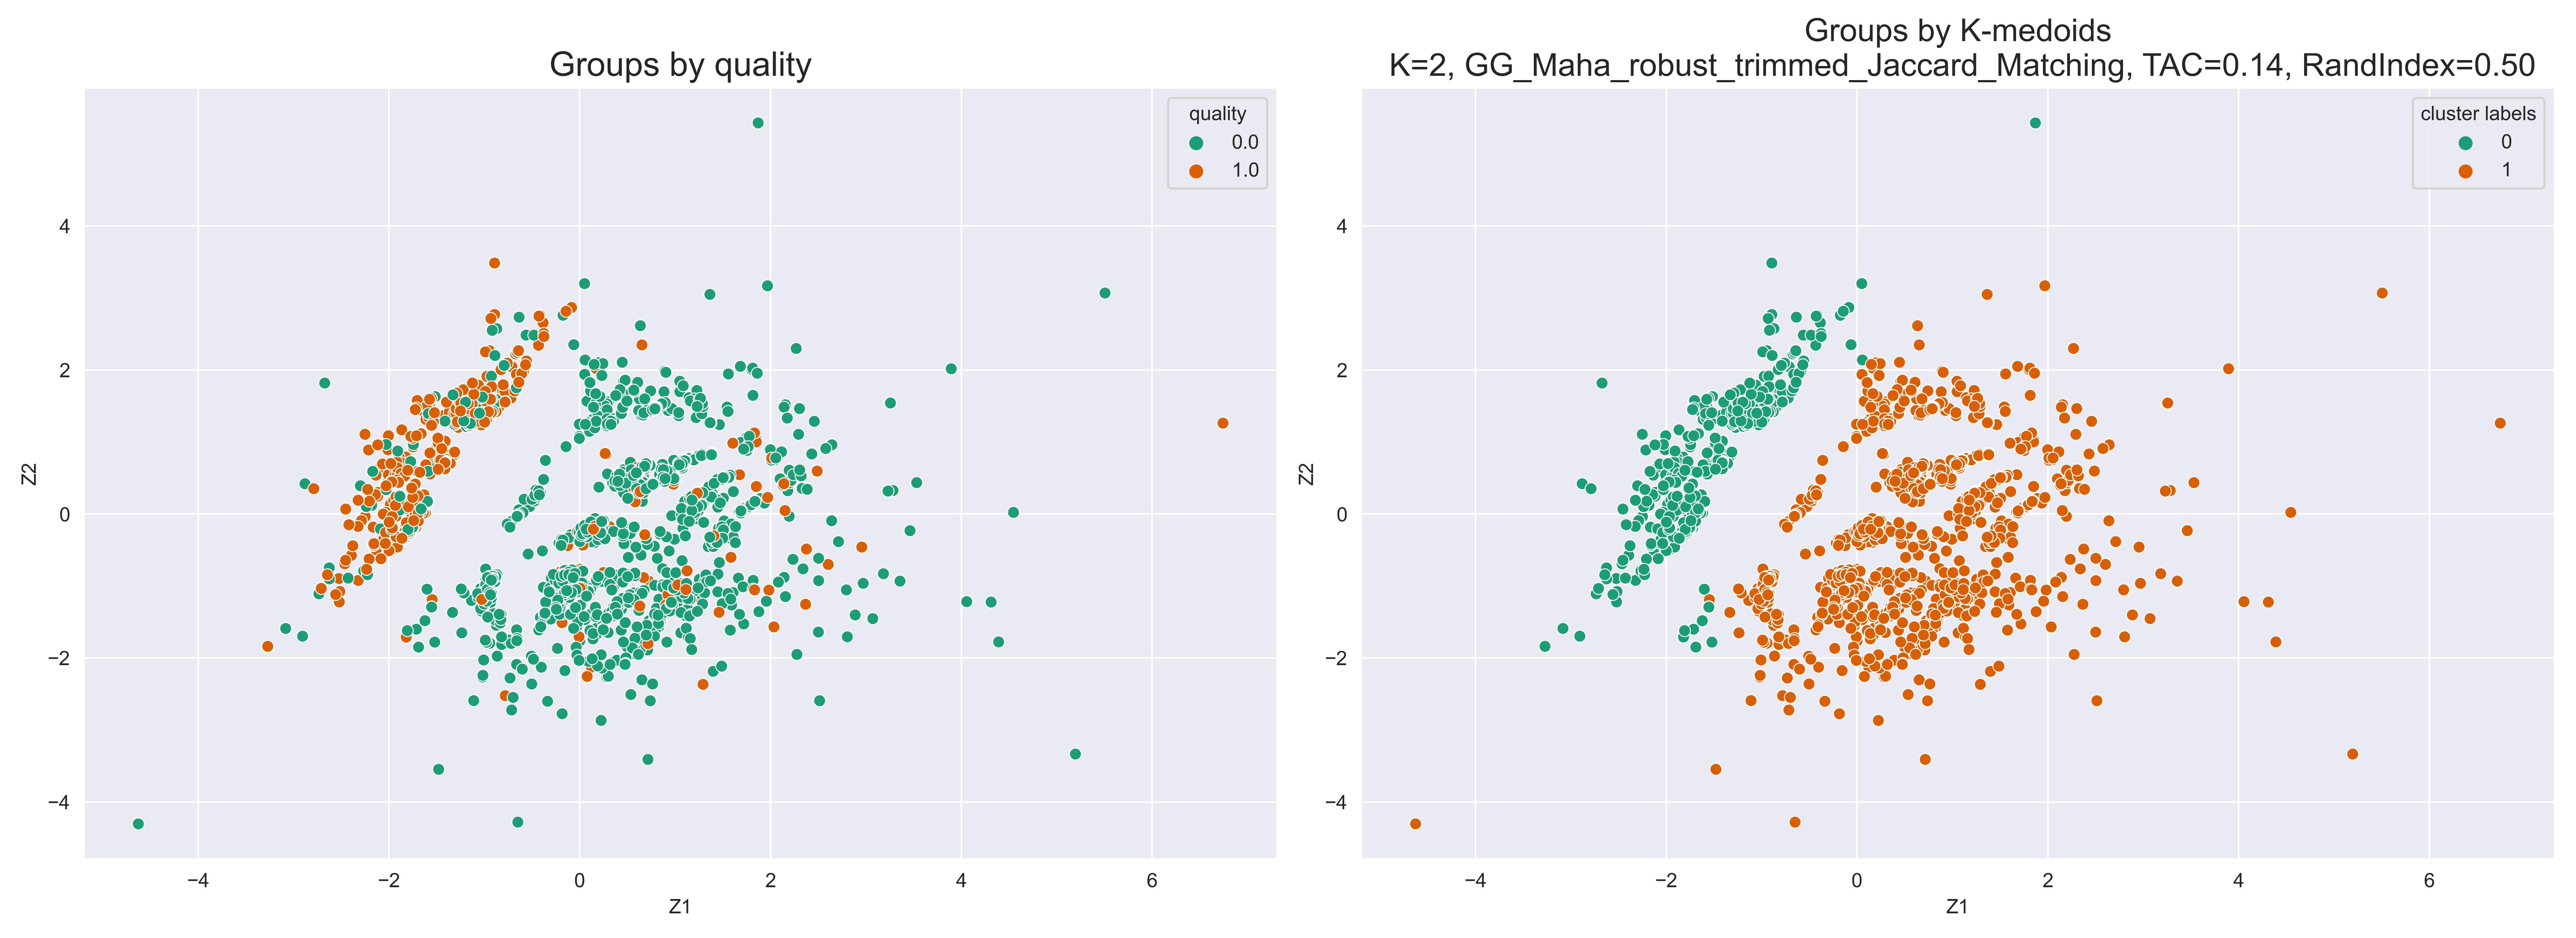 Groups by quality
quality
0.0
1.0
4
2
0
−2
−4
Z2
−4
−2
0
2
4
6
Z1
Groups by K-medoids
K=2, GG_Maha_robust_trimmed_Jaccard_Matching, TAC=0.14, RandIndex=0.50
cluster labels
0
1
4
2
0
−2
−4
Z2
−4
−2
0
2
4
6
Z1